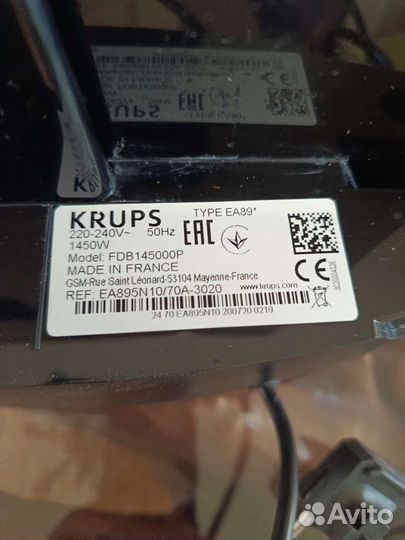 KRUPS
TYPE EA89*
220-240V~ 50Hz
1450W
EAC
Model: FDB145000P
MADE IN FRANCE
CE
GSM-Rue Saint Léonard-53104 Mayenne-France
REF: EA895N10/70A-3020
www.krups.com
24 70 EA895N10 200720 0219
Avito